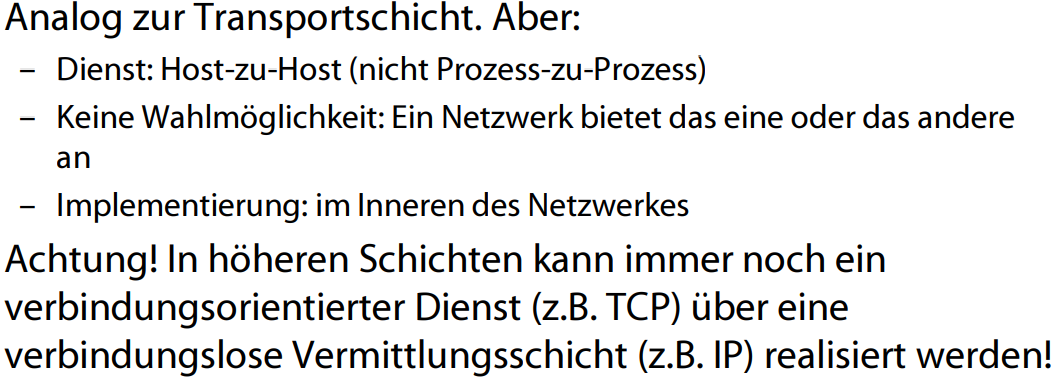 Analog zur Transportschicht. Aber:
– Dienst: Host-zu-Host (nicht Prozess-zu-Prozess)
– Keine Wahlmöglichkeit: Ein Netzwerk bietet das eine oder das andere
an
– Implementierung: im Inneren des Netzwerkes
Achtung! In höheren Schichten kann immer noch ein
verbindungsorientierter Dienst (z.B. TCP) über eine
verbindungslose Vermittlungsschicht (z.B. IP) realisiert werden!